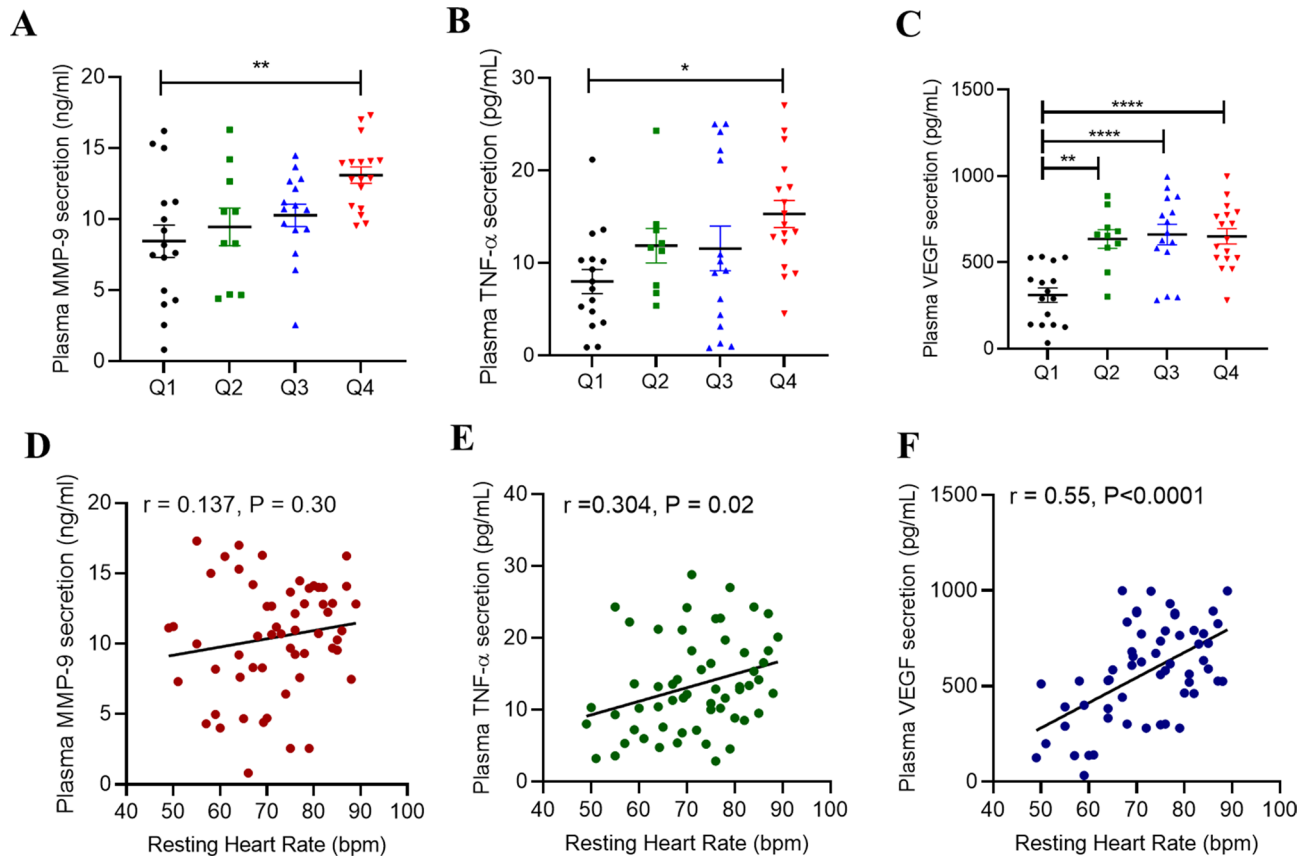 A
Plasma MMP-9 secretion (ng/ml)
20
15
10
5
0
**
Q1 Q2 Q3 Q4
B
Plasma TNF-α secretion (pg/mL)
30
20
10
0
*
Q1 Q2 Q3 Q4
C
Plasma VEGF secretion (pg/mL)
1500
1000
500
0
****
****
**
Q1 Q2 Q3 Q4
D
Plasma MMP-9 secretion (ng/ml)
r = 0.137, P = 0.30
20
15
10
5
0
40 50 60 70 80 90 100
Resting Heart Rate (bpm)
E
Plasma TNF-α secretion (pg/mL)
r =0.304, P = 0.02
40
30
20
10
0
40 50 60 70 80 90 100
Resting Heart Rate (bpm)
F
Plasma VEGF secretion (pg/mL)
r = 0.55, P<0.0001
1500
1000
500
0
40 50 60 70 80 90 100
Resting Heart Rate (bpm)